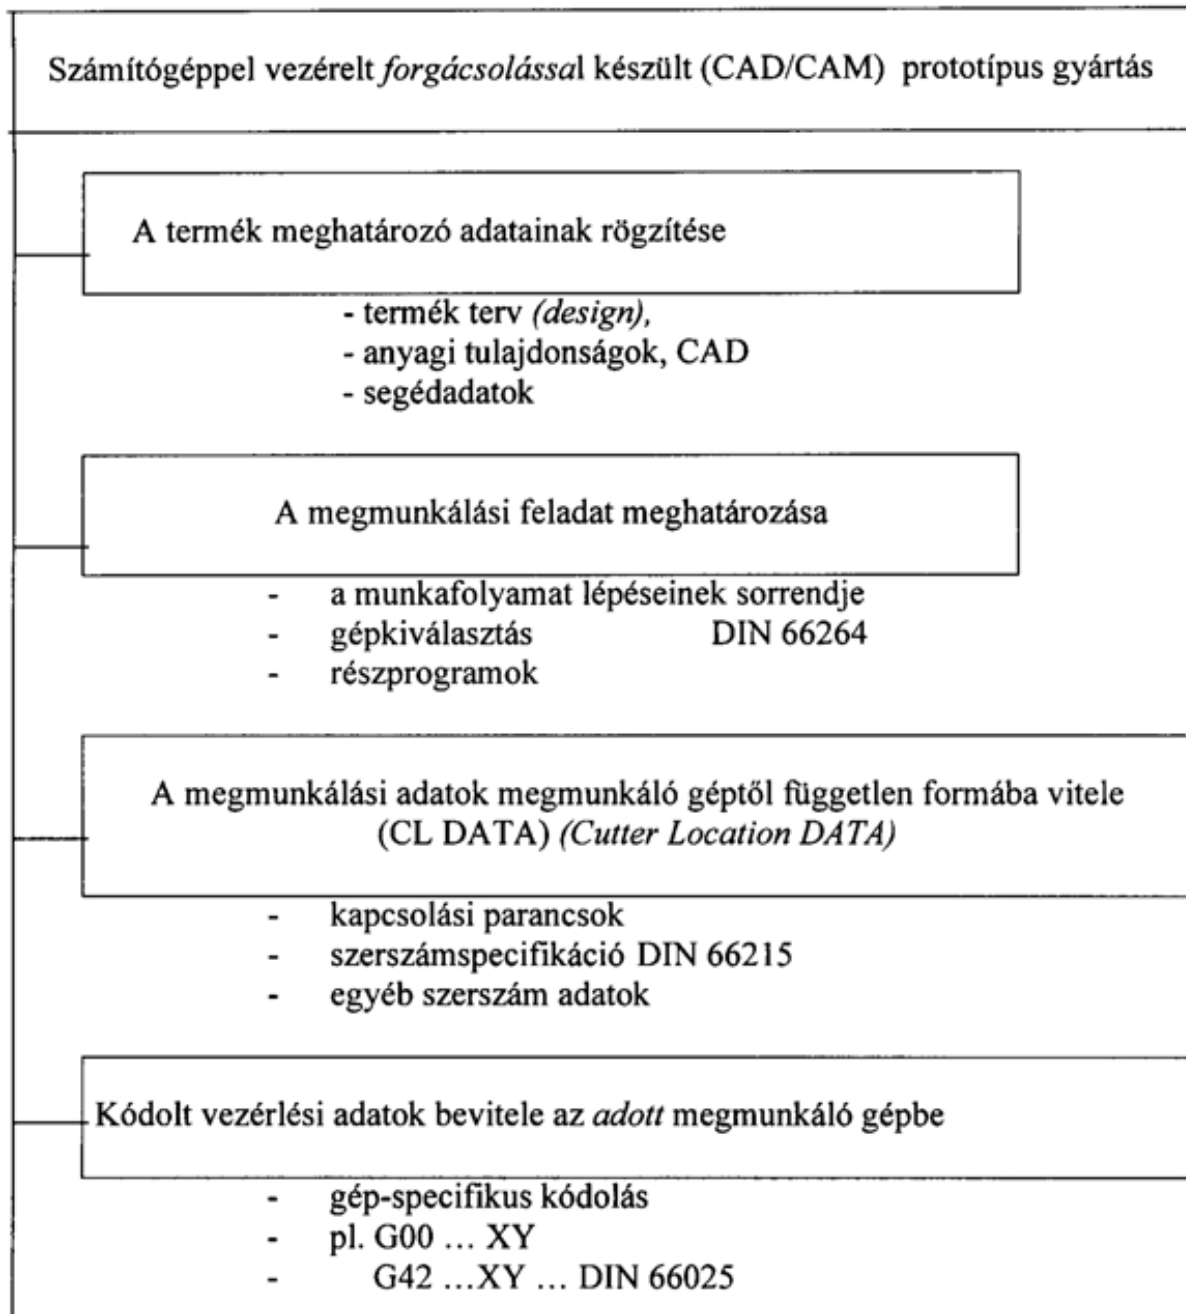 Számítógéppel vezérelt forgácsolással készült (CAD/CAM) prototípus gyártás
A termék meghatározó adatainak rögzítése
- termék terv (design),
- anyagi tulajdonságok, CAD
- segédadatok
A megmunkálási feladat meghatározása
- a munkafolyamat lépéseinek sorrendje
- gépkiválasztás DIN 66264
- részprogramok
A megmunkálási adatok megmunkáló géptől független formába vitele
(CL DATA) (Cutter Location DATA)
- kapcsolási parancsok
- szerszámspecifikáció DIN 66215
- egyéb szerszám adatok
Kódolt vezérlési adatok bevitele az adott megmunkáló gépbe
- gép-specifikus kódolás
- pl. G00 ... XY
- G42 ...XY ... DIN 66025